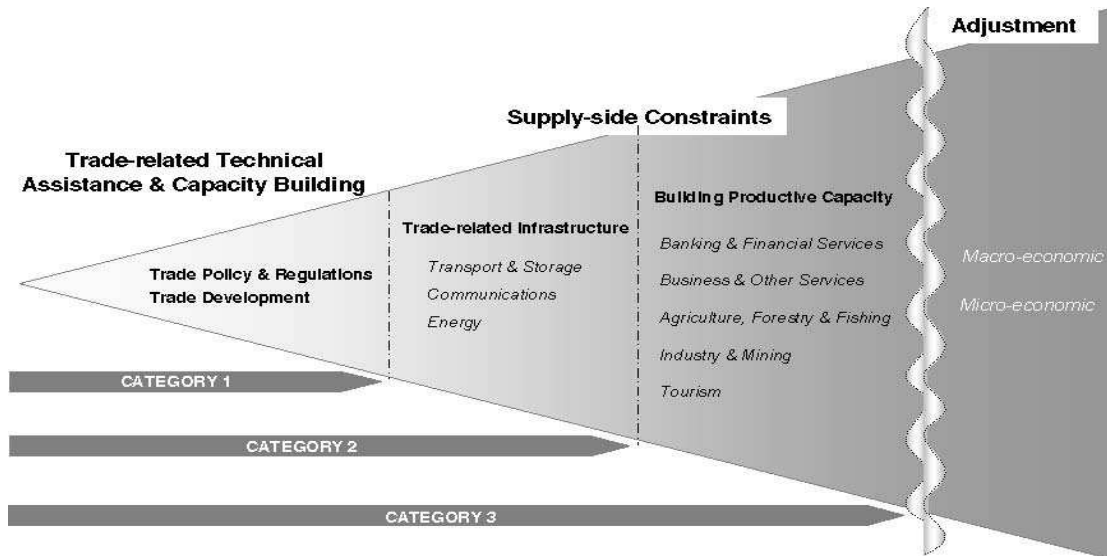 Adjustment
Supply-side Constraints
Trade-related Technical
Assistance & Capacity Building
Building Productive Capacity
Trade-related Infrastructure
Banking & Financial Services
Macro-economic
Transport & Storage
Trade Policy & Regulations
Business & Other Services
Communications
Trade Development
Micro-economic
Energy
Agriculture, Forestry & Fishing
Industry & Mining
CATEGORY 1
Tourism
CATEGORY 2
CATEGORY 3